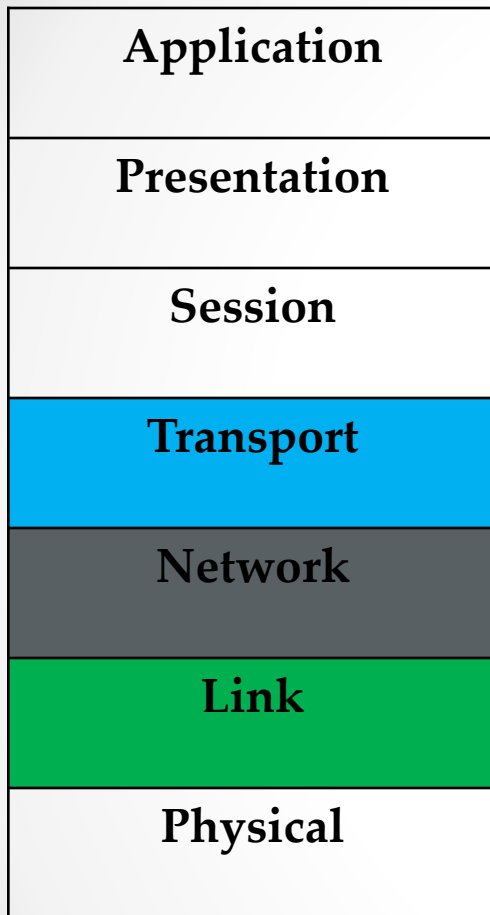 Application
Presentation
Session
Transport
Network
Link
Physical